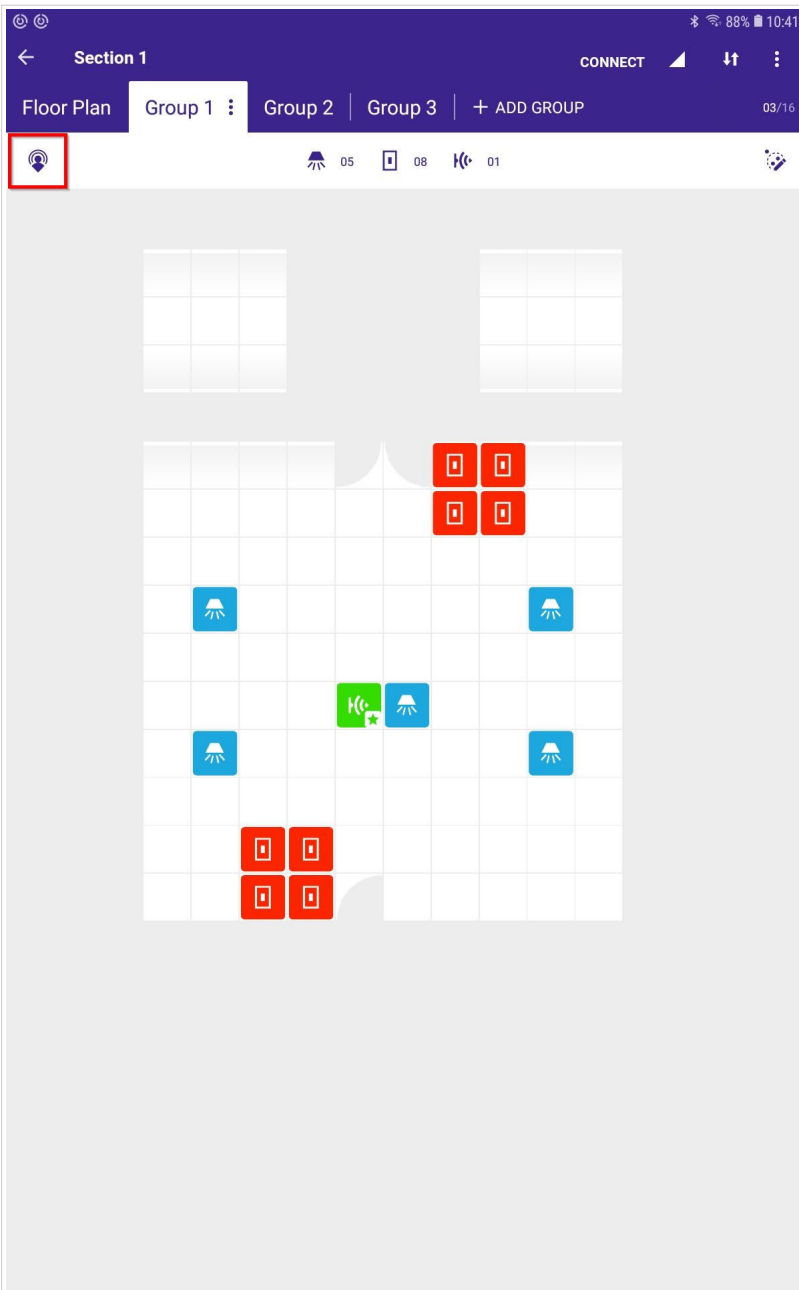 88% 10:41
Section 1 CONNECT
Floor Plan Group 1 Group 2 Group 3 + ADD GROUP 03/16
05 08 01